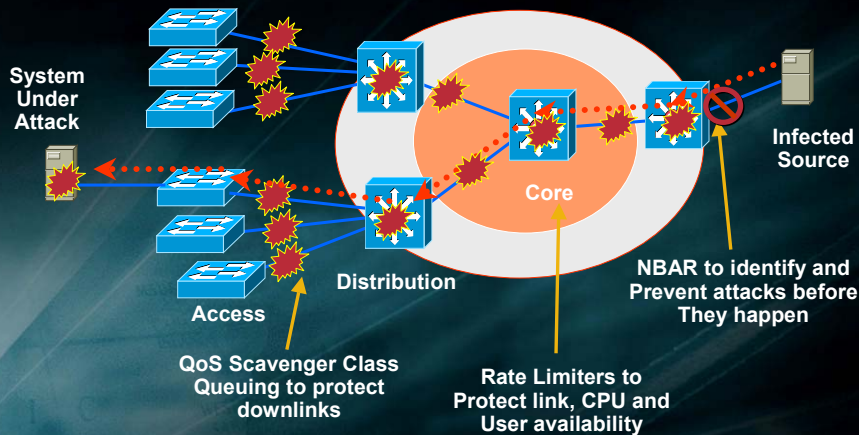 System
Under
Attack
Infected
Source
Core
Distribution
Access
NBAR to identify and
Prevent attacks before
They happen
QoS Scavenger Class
Queuing to protect
downlinks
Rate Limiters to
Protect link, CPU and
User availability